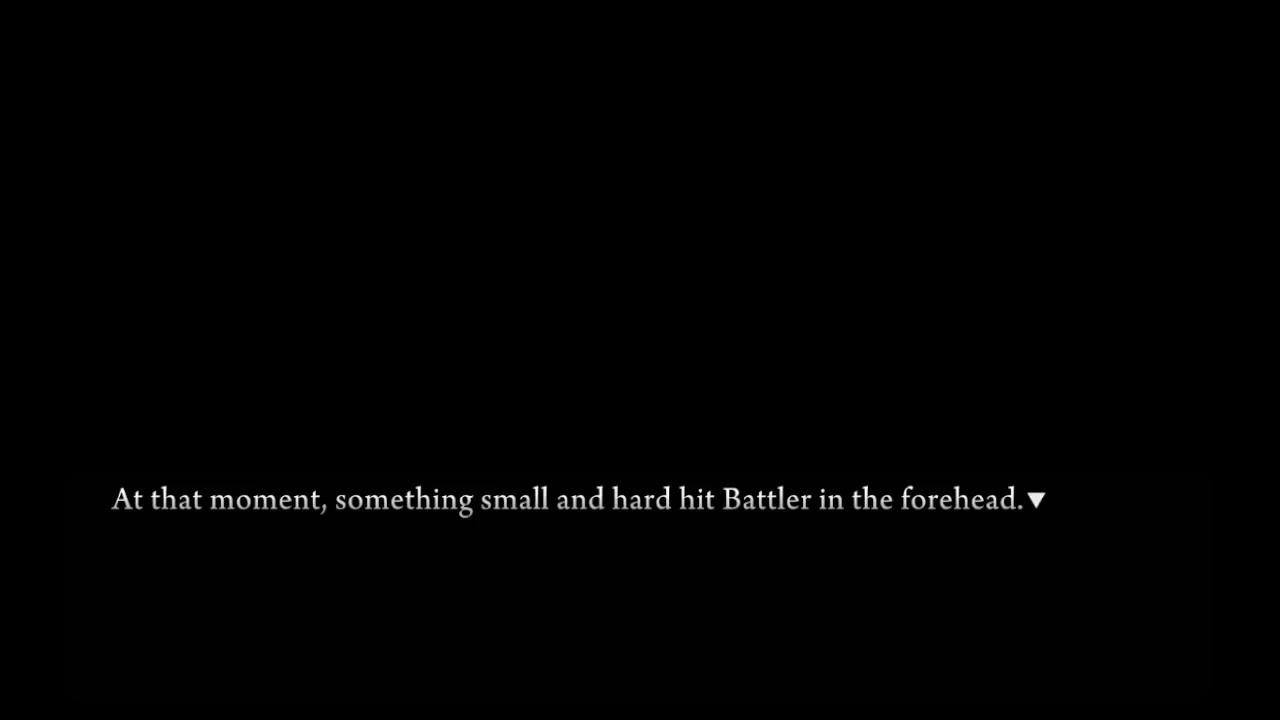 At that moment, something small and hard hit Battler in the forehead.▼